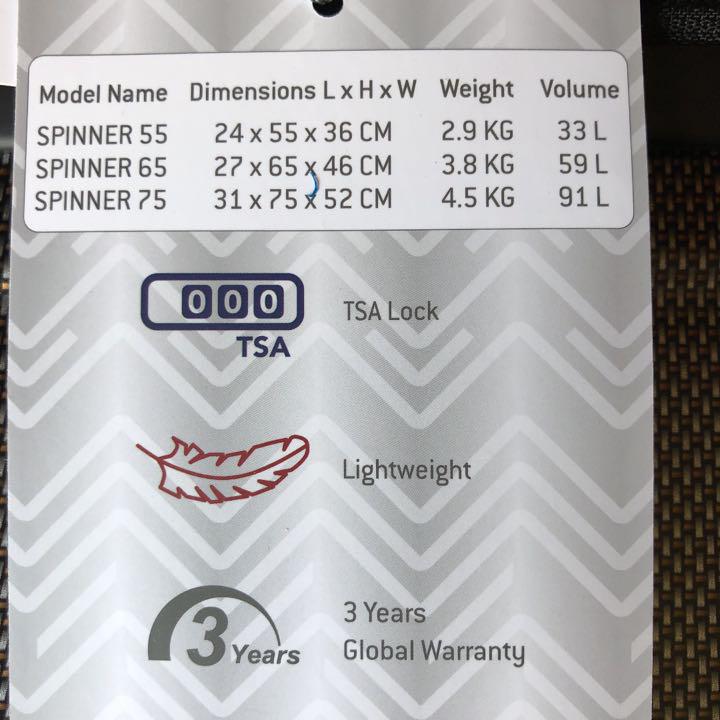 Model Name Dimensions L x H x W Weight Volume
SPINNER 55 24 x 55 x 36 CM 2.9 KG 33 L
SPINNER 65 27 x 65 x 46 CM 3.8 KG 59 L
SPINNER 75 31 x 75 x 52 CM 4.5 KG 91 L
000
TSA
TSA Lock
Lightweight
3 Years
3 Years
Global Warranty